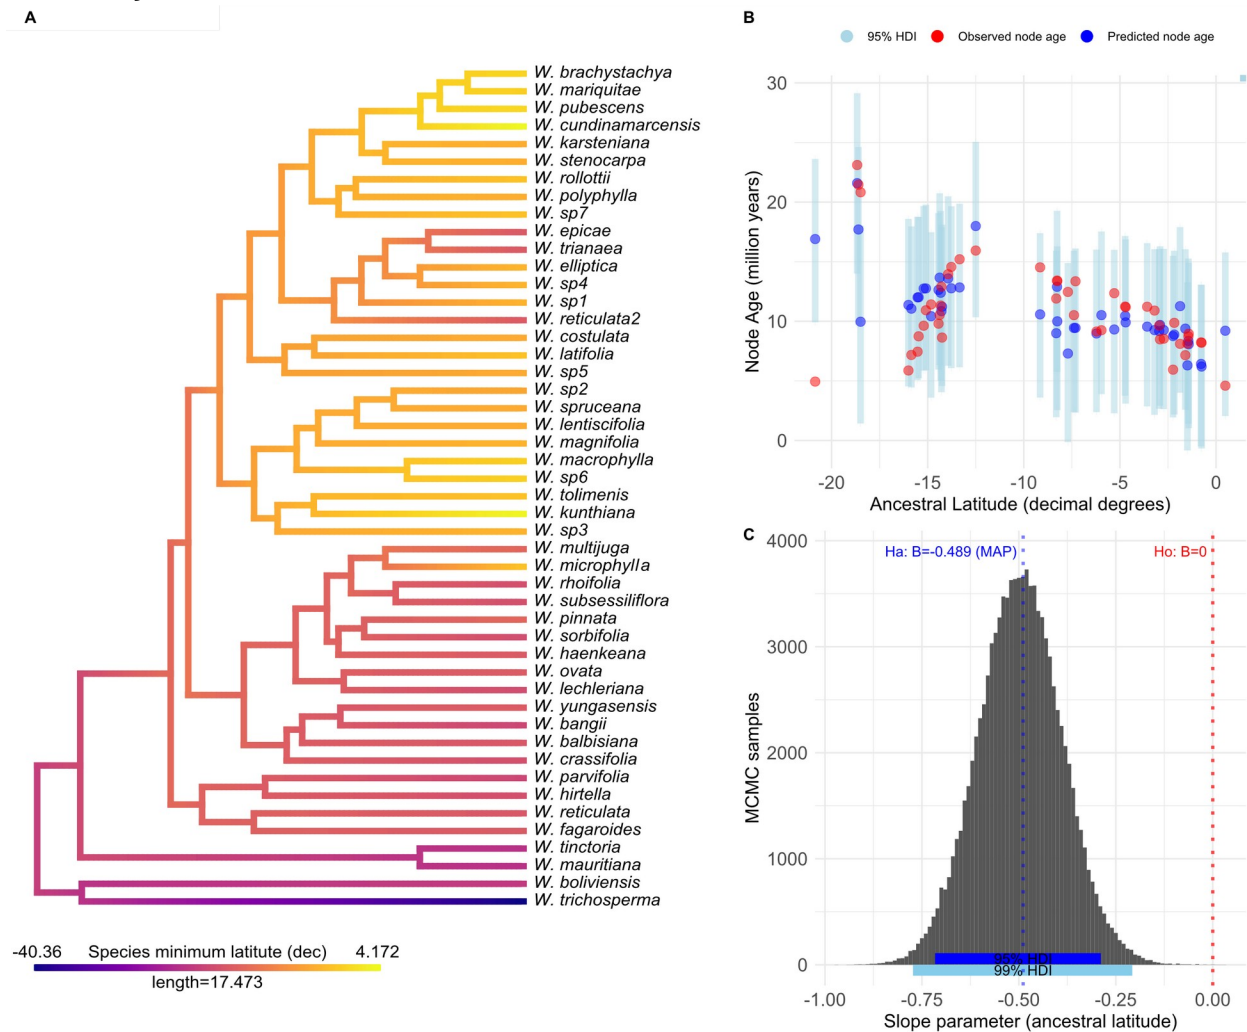 A
W. brachystachya
W. mariquitae
W. pubescens
W. cundinamarcensis
W. karsteniana
W. stenocarpa
W. rollottii
W. polyphylla
W. sp7
W. epicae
W. trianaea
W. elliptica
W. sp4
W. sp1
W. reticulata2
W. costulata
W. latifolia
W. sp5
W. sp2
W. spruceana
W. lentiscifolia
W. magnifolia
W. macrophylla
W. sp6
W. tolimenis
W. kunthiana
W. sp3
W. multijuga
W. microphylla
W. rhoifolia
W. subsessiliflora
W. pinnata
W. sorbifolia
W. haenkeana
W. ovata
W. lechleriana
W. yungasensis
W. bangii
W. balbisiana
W. crassifolia
W. parvifolia
W. hirtella
W. reticulata
W. fagaroides
W. tinctoria
W. mauritiana
W. boliviensis
W. trichosperma
-40.36 Species minimum latitute (dec) 4.172
length=17.473
B
95% HDI Observed node age Predicted node age
Node Age (million years)
30
20
10
0
-20 -15 -10 -5 0
Ancestral Latitude (decimal degrees)
C
Ha: B=-0.489 (MAP) Ho: B=0
MCMC samples
4000
3000
2000
1000
0
95% HDI
99% HDI
-1.00 -0.75 -0.50 -0.25 0.00
Slope parameter (ancestral latitude)